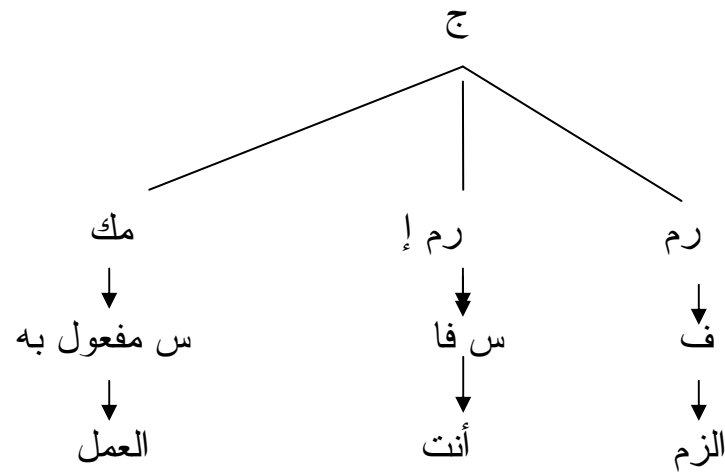 ج
رم رم إ مك
ف س فا س مفعول به
الزم أنت العمل